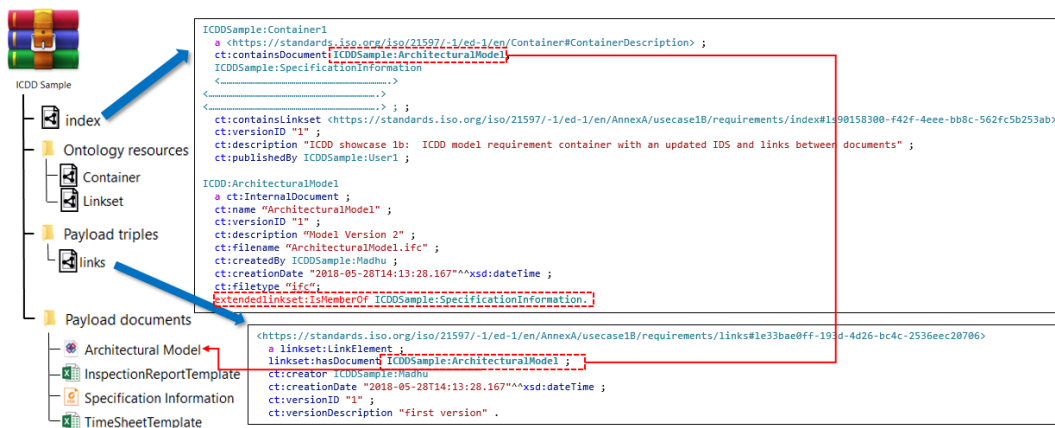 ICDD Sample
index
Ontology resources
Container
Linkset
Payload triples
links
Payload documents
Architectural Model
InspectionReportTemplate
Specification Information
TimeSheetTemplate
ICDDSample:Container1
a <https://standards.iso.org/iso/21597/-1/ed-1/en/Container#ContainerDescription> ;
ct:containsDocument ICDDSample:ArchitecturalModel,
ICDDSample:SpecificationInformation
<……………………………………………….>
<……………………………………………….>
<……………………………………………….> ; ;
ct:containsLinkset <https://standards.iso.org/iso/21597/-1/ed-1/en/AnnexA/usecase1B/requirements/index#ls90158300-f42f-4eee-bb8c-562fc5b253ab>
ct:versionID "1" ;
ct:description "ICDD showcase 1b:  ICDD model requirement container with an updated IDS and links between documents" ;
ct:publishedBy ICDDSample:User1 ;
ICDD:ArchitecturalModel
a ct:InternalDocument ;
ct:name “ArchitecturalModel" ;
ct:versionID "1" ;
ct:description “Model Version 2" ;
ct:filename “ArchitecturalModel.ifc" ;
ct:createdBy ICDDSample:Madhu ;
ct:creationDate "2018-05-28T14:13:28.167"^^xsd:dateTime ;
ct:filetype “ifc“;
extendedlinkset:IsMemberOf ICDDSample:SpecificationInformation.
<https://standards.iso.org/iso/21597/-1/ed-1/en/AnnexA/usecase1B/requirements/links#le33bae0ff-193d-4d26-bc4c-2536eec20706>
a linkset:LinkElement ;
linkset:hasDocument ICDDSample:ArchitecturalModel ;
ct:creator ICDDSample:Madhu
ct:creationDate "2018-05-28T14:13:28.167"^^xsd:dateTime ;
ct:versionID "1" ;
ct:versionDescription "first version" .